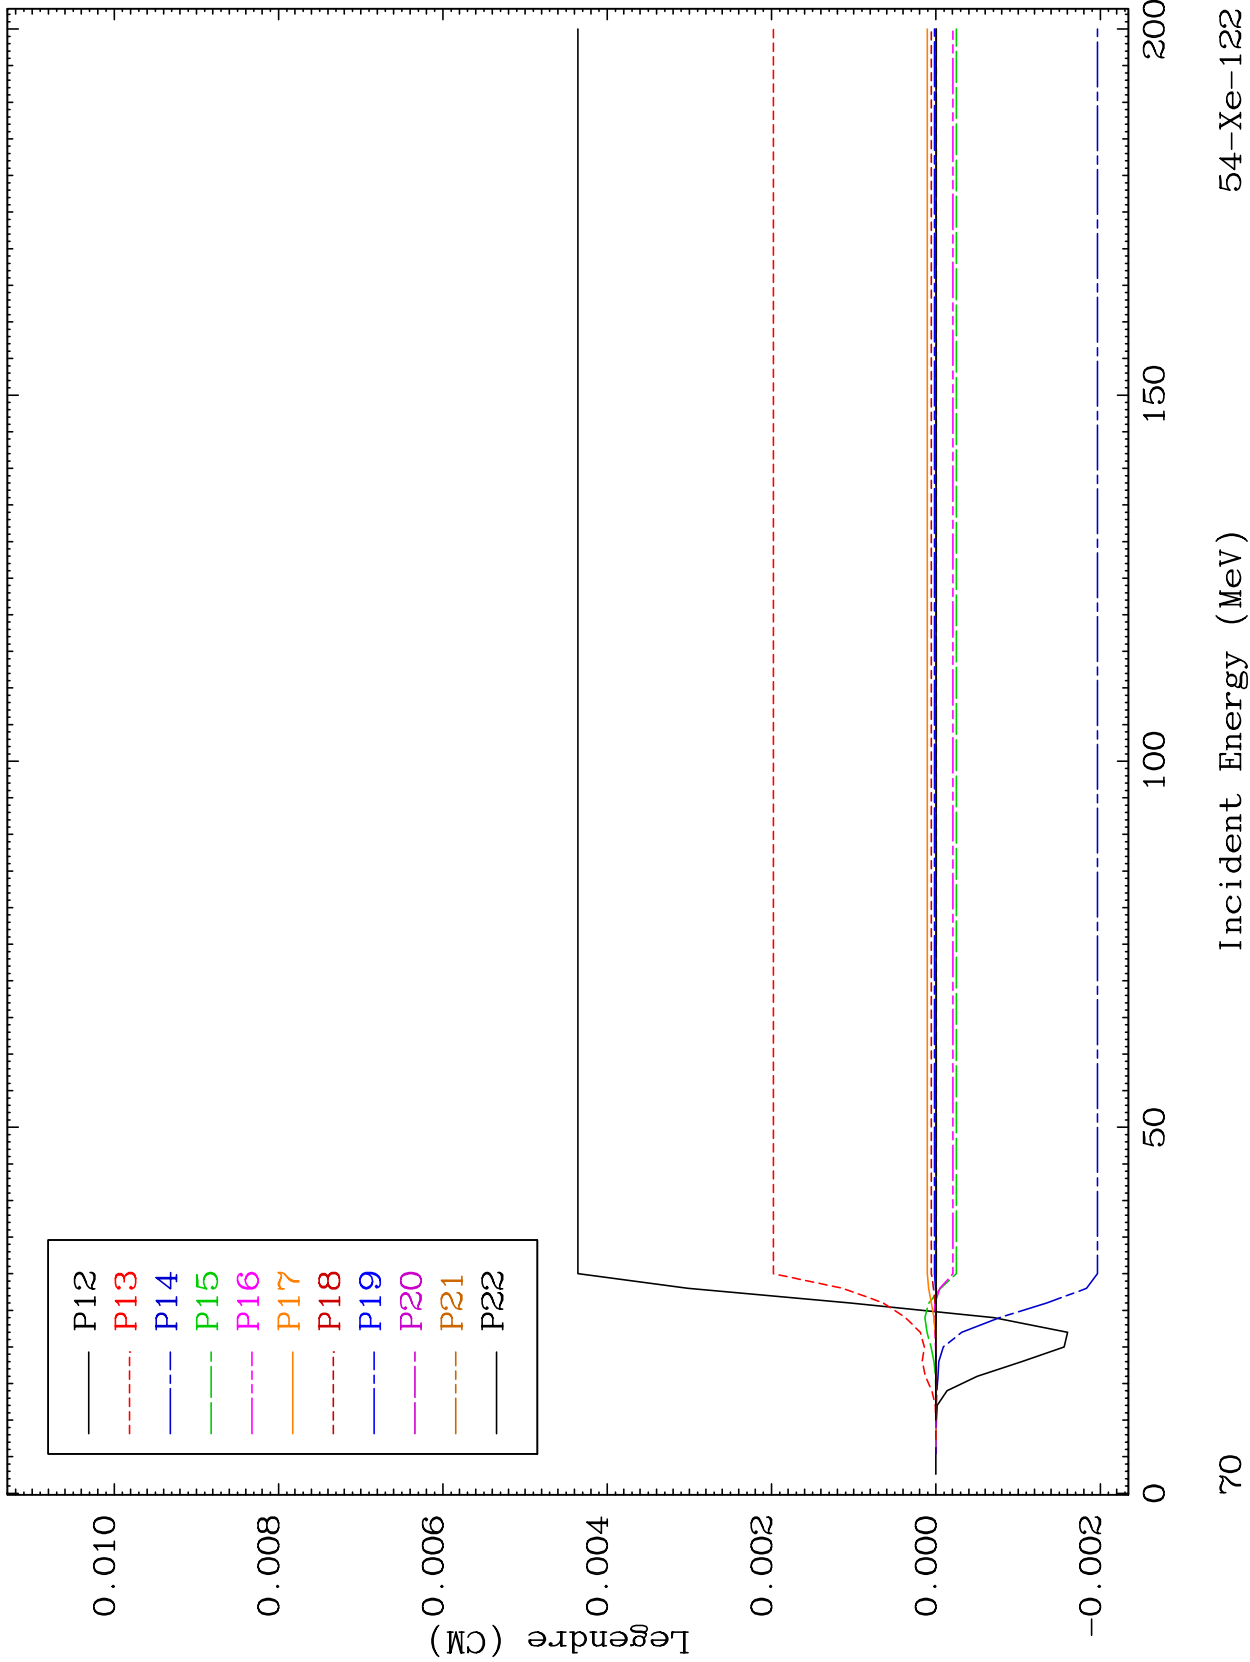 P12
P13
P14
P15
P16
P17
P18
P19
P20
P21
P22
0.010
0.008
0.006
0.004
0.002
0.000
-0.002
Legendre (CM)
0
50
100
150
200
Incident Energy (MeV)
70
54-Xe-122